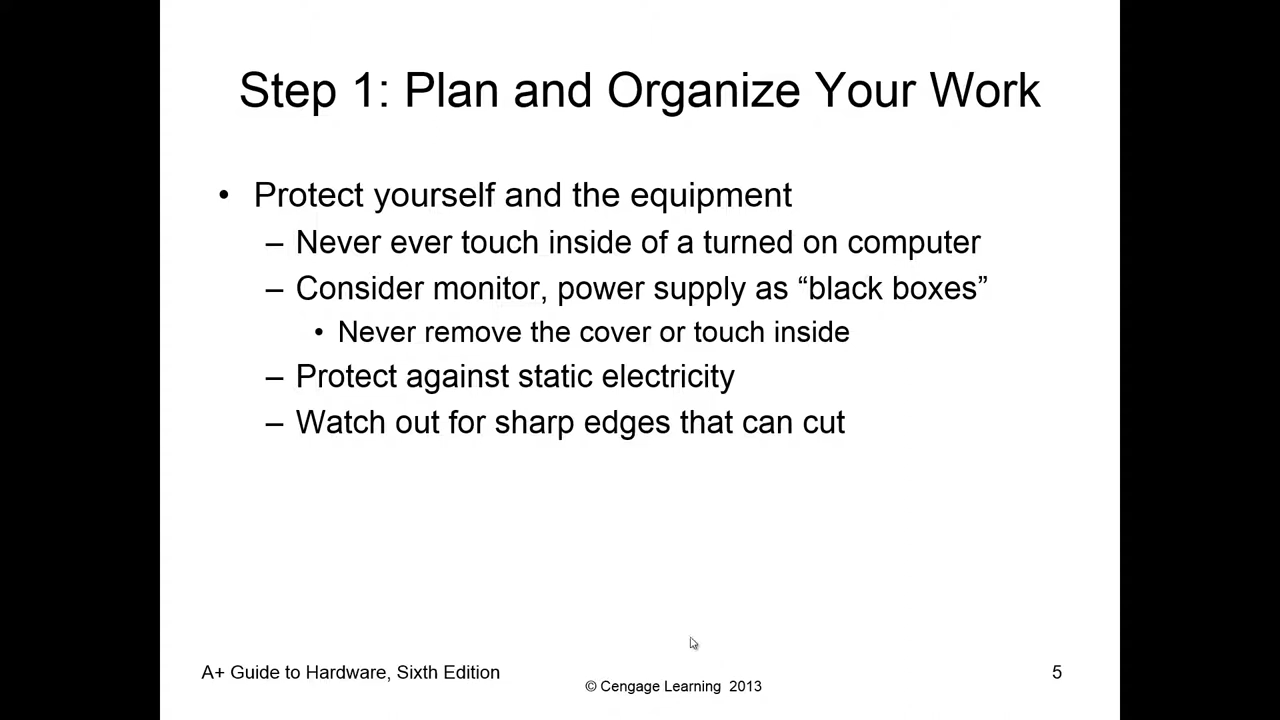 Step 1: Plan and Organize Your Work
• Protect yourself and the equipment
– Never ever touch inside of a turned on computer
– Consider monitor, power supply as “black boxes”
• Never remove the cover or touch inside
– Protect against static electricity
– Watch out for sharp edges that can cut
A+ Guide to Hardware, Sixth Edition
© Cengage Learning 2013
5